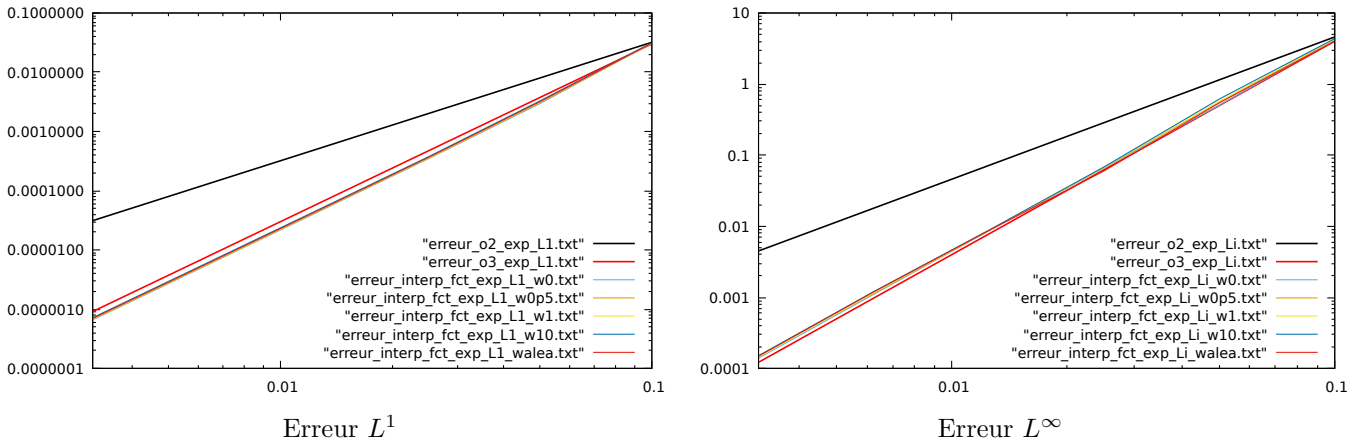 0.1000000
0.0100000
0.0010000
0.0001000
0.0000100
0.0000010
0.0000001
0.01
0.1
"erreur_o2_exp_L1.txt"
"erreur_o3_exp_L1.txt"
"erreur_interp_fct_exp_L1_w0.txt"
"erreur_interp_fct_exp_L1_w0p5.txt"
"erreur_interp_fct_exp_L1_w1.txt"
"erreur_interp_fct_exp_L1_w10.txt"
"erreur_interp_fct_exp_L1_walea.txt"
Erreur L¹
10
1
0.1
0.01
0.001
0.0001
0.01
0.1
"erreur_o2_exp_Li.txt"
"erreur_o3_exp_Li.txt"
"erreur_interp_fct_exp_Li_w0.txt"
"erreur_interp_fct_exp_Li_w0p5.txt"
"erreur_interp_fct_exp_Li_w1.txt"
"erreur_interp_fct_exp_Li_w10.txt"
"erreur_interp_fct_exp_Li_walea.txt"
Erreur L^∞